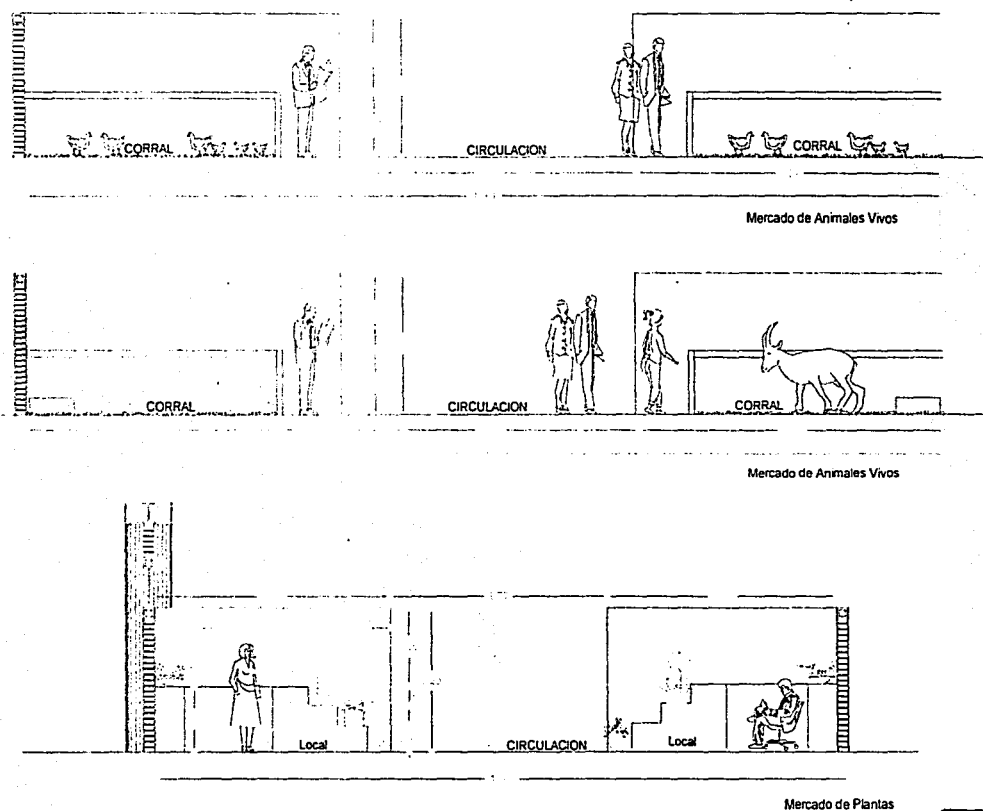 CORRAL CIRCULACION CORRAL
Mercado de Animales Vivos
CORRAL CIRCULACION CORRAL
Mercado de Animales Vivos
Local CIRCULACION Local
Mercado de Plantas